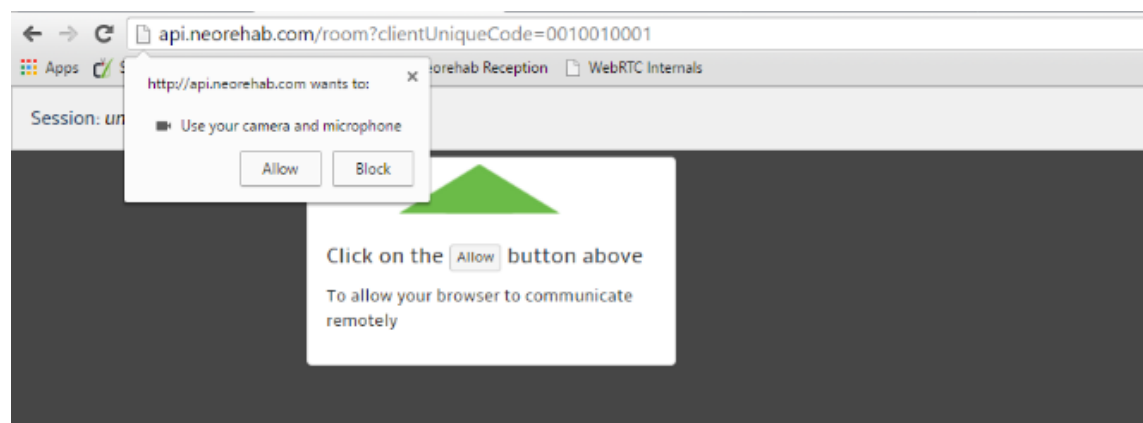 api.neorehab.com/room?clientUniqueCode=0010010001
Apps
eorehab Reception WebRTC Internals
http://api.neorehab.com wants to:
Session: un
Use your camera and microphone
Allow Block
Click on the Allow button above
To allow your browser to communicate
remotely